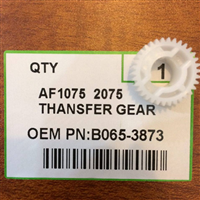 QTY 1
AF1075 2075
THANSFER GEAR
OEM PN:B065-3873